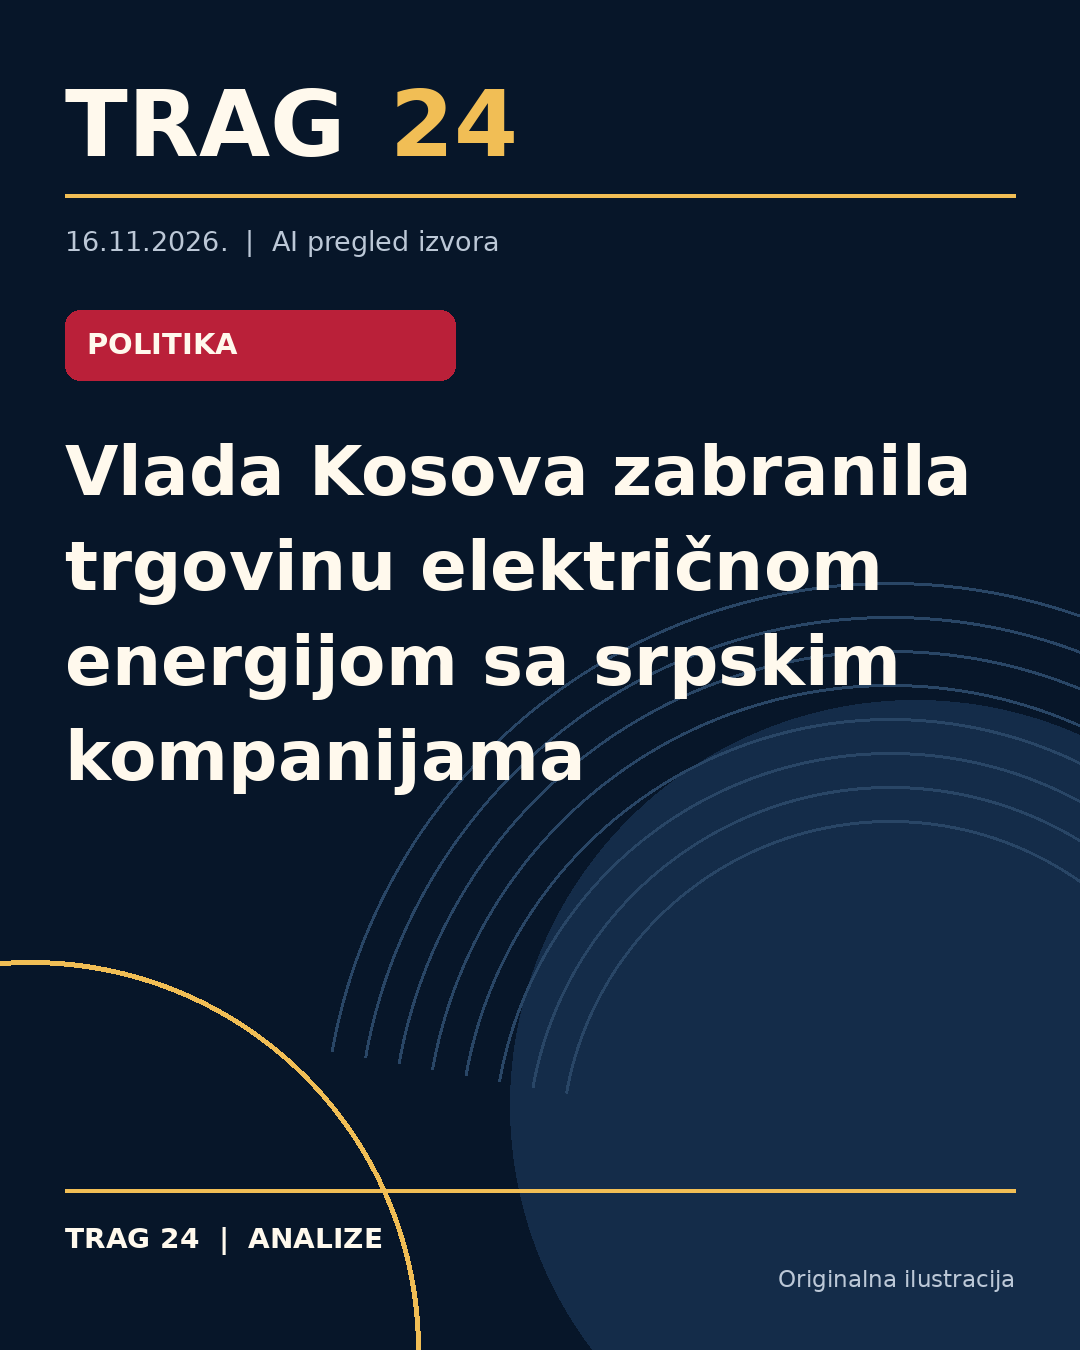 TRAG 24
16.11.2026. | AI pregled izvora
POLITIKA
Vlada Kosova zabranila
trgovinu električnom
energijom sa srpskim
kompanijama
TRAG 24 | ANALIZE
Originalna ilustracija